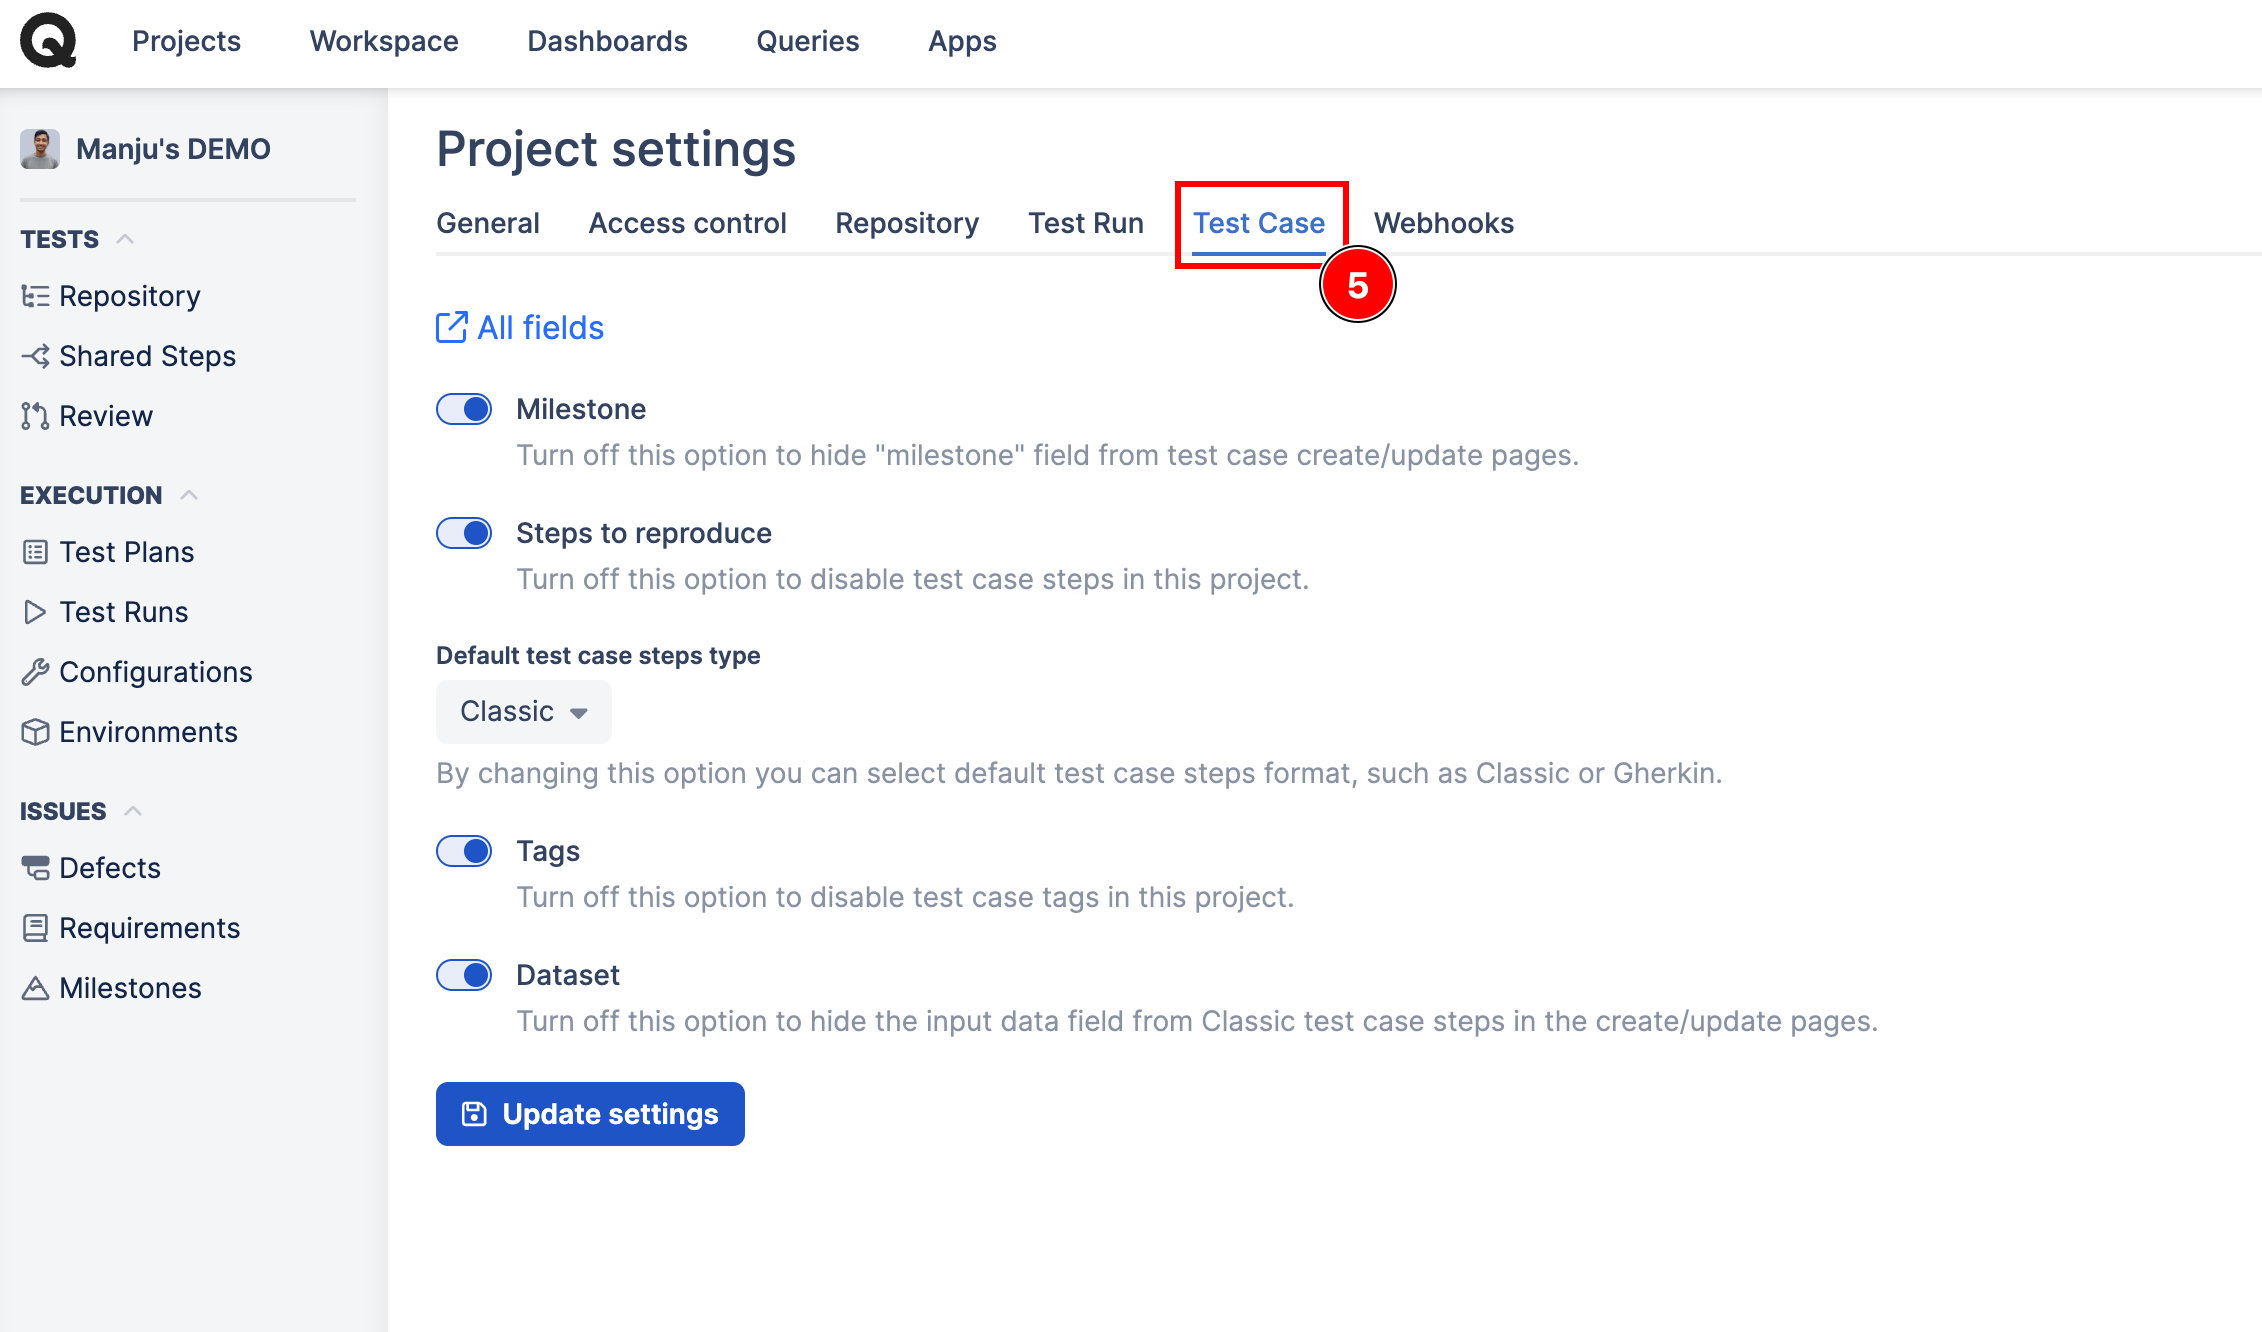 Projects Workspace Dashboards Queries Apps
Manju's DEMO
TESTS
Repository
Shared Steps
Review
EXECUTION
Test Plans
Test Runs
Configurations
Environments
ISSUES
Defects
Requirements
Milestones
Project settings
General Access control Repository Test Run Test Case Webhooks
5
All fields
Milestone
Turn off this option to hide "milestone" field from test case create/update pages.
Steps to reproduce
Turn off this option to disable test case steps in this project.
Default test case steps type
Classic
By changing this option you can select default test case steps format, such as Classic or Gherkin.
Tags
Turn off this option to disable test case tags in this project.
Dataset
Turn off this option to hide the input data field from Classic test case steps in the create/update pages.
Update settings